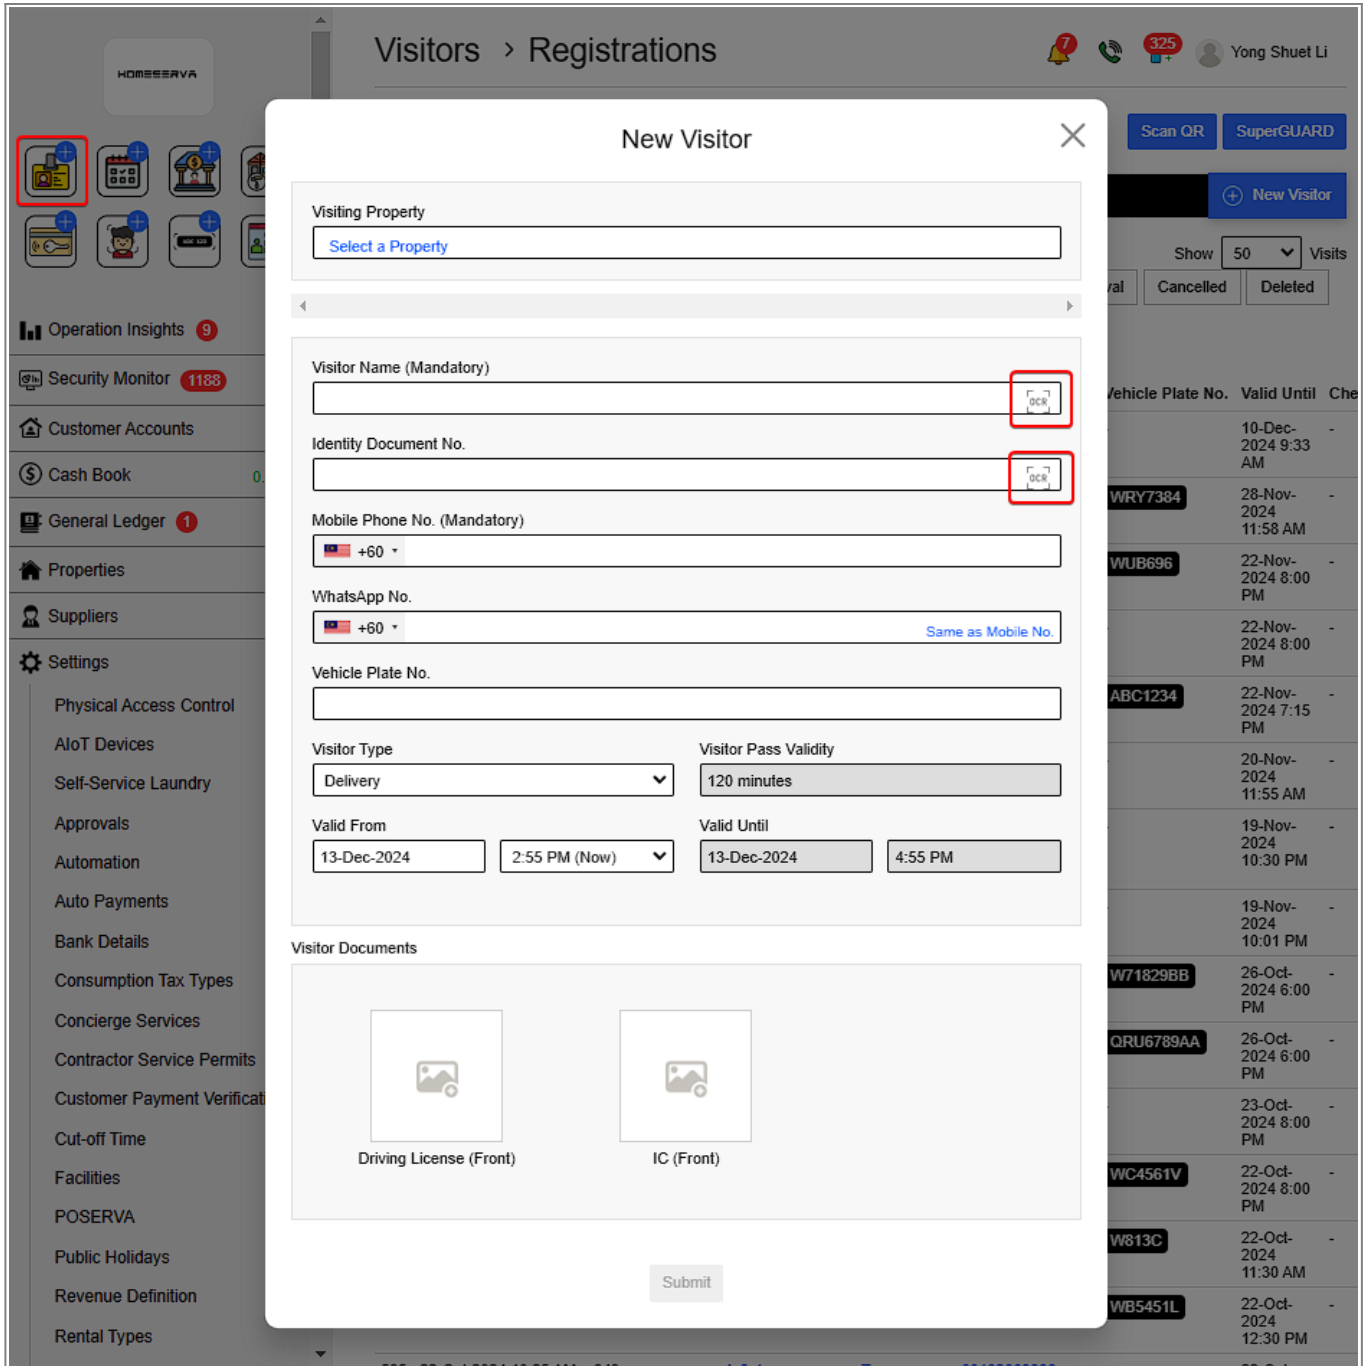 HOMESERVA
Visitors > Registrations
7
325
Yong Shuet Li
Scan QR
SuperGUARD
New Visitor
Show 50 Visits
Cancelled
Deleted
Operation Insights 9
Security Monitor 1188
Customer Accounts
Cash Book
0.
General Ledger 1
Properties
Suppliers
Settings
Physical Access Control
AIoT Devices
Self-Service Laundry
Approvals
Automation
Auto Payments
Bank Details
Consumption Tax Types
Concierge Services
Contractor Service Permits
Customer Payment Verificati
Cut-off Time
Facilities
POSERVA
Public Holidays
Revenue Definition
Rental Types
New Visitor
Visiting Property
Select a Property
Visitor Name (Mandatory)
OCR
Identity Document No.
OCR
Mobile Phone No. (Mandatory)
+60
WhatsApp No.
+60
Same as Mobile No.
Vehicle Plate No.
Visitor Type
Visitor Pass Validity
Delivery
120 minutes
Valid From
Valid Until
13-Dec-2024
2:55 PM (Now)
13-Dec-2024
4:55 PM
Visitor Documents
Driving License (Front)
IC (Front)
Submit
Vehicle Plate No. Valid Until Che
10-Dec-
2024 9:33
AM
-
WRY7384
28-Nov-
2024
11:58 AM
-
WUB696
22-Nov-
2024 8:00
PM
-
22-Nov-
2024 8:00
PM
-
ABC1234
22-Nov-
2024 7:15
PM
-
20-Nov-
2024
11:55 AM
-
19-Nov-
2024
10:30 PM
-
19-Nov-
2024
10:01 PM
-
W71829BB
26-Oct-
2024 6:00
PM
-
QRU6789AA
26-Oct-
2024 6:00
PM
-
23-Oct-
2024 8:00
PM
-
WC4561V
22-Oct-
2024 8:00
PM
-
W813C
22-Oct-
2024
11:30 AM
-
WB5451L
22-Oct-
2024
12:30 PM
-